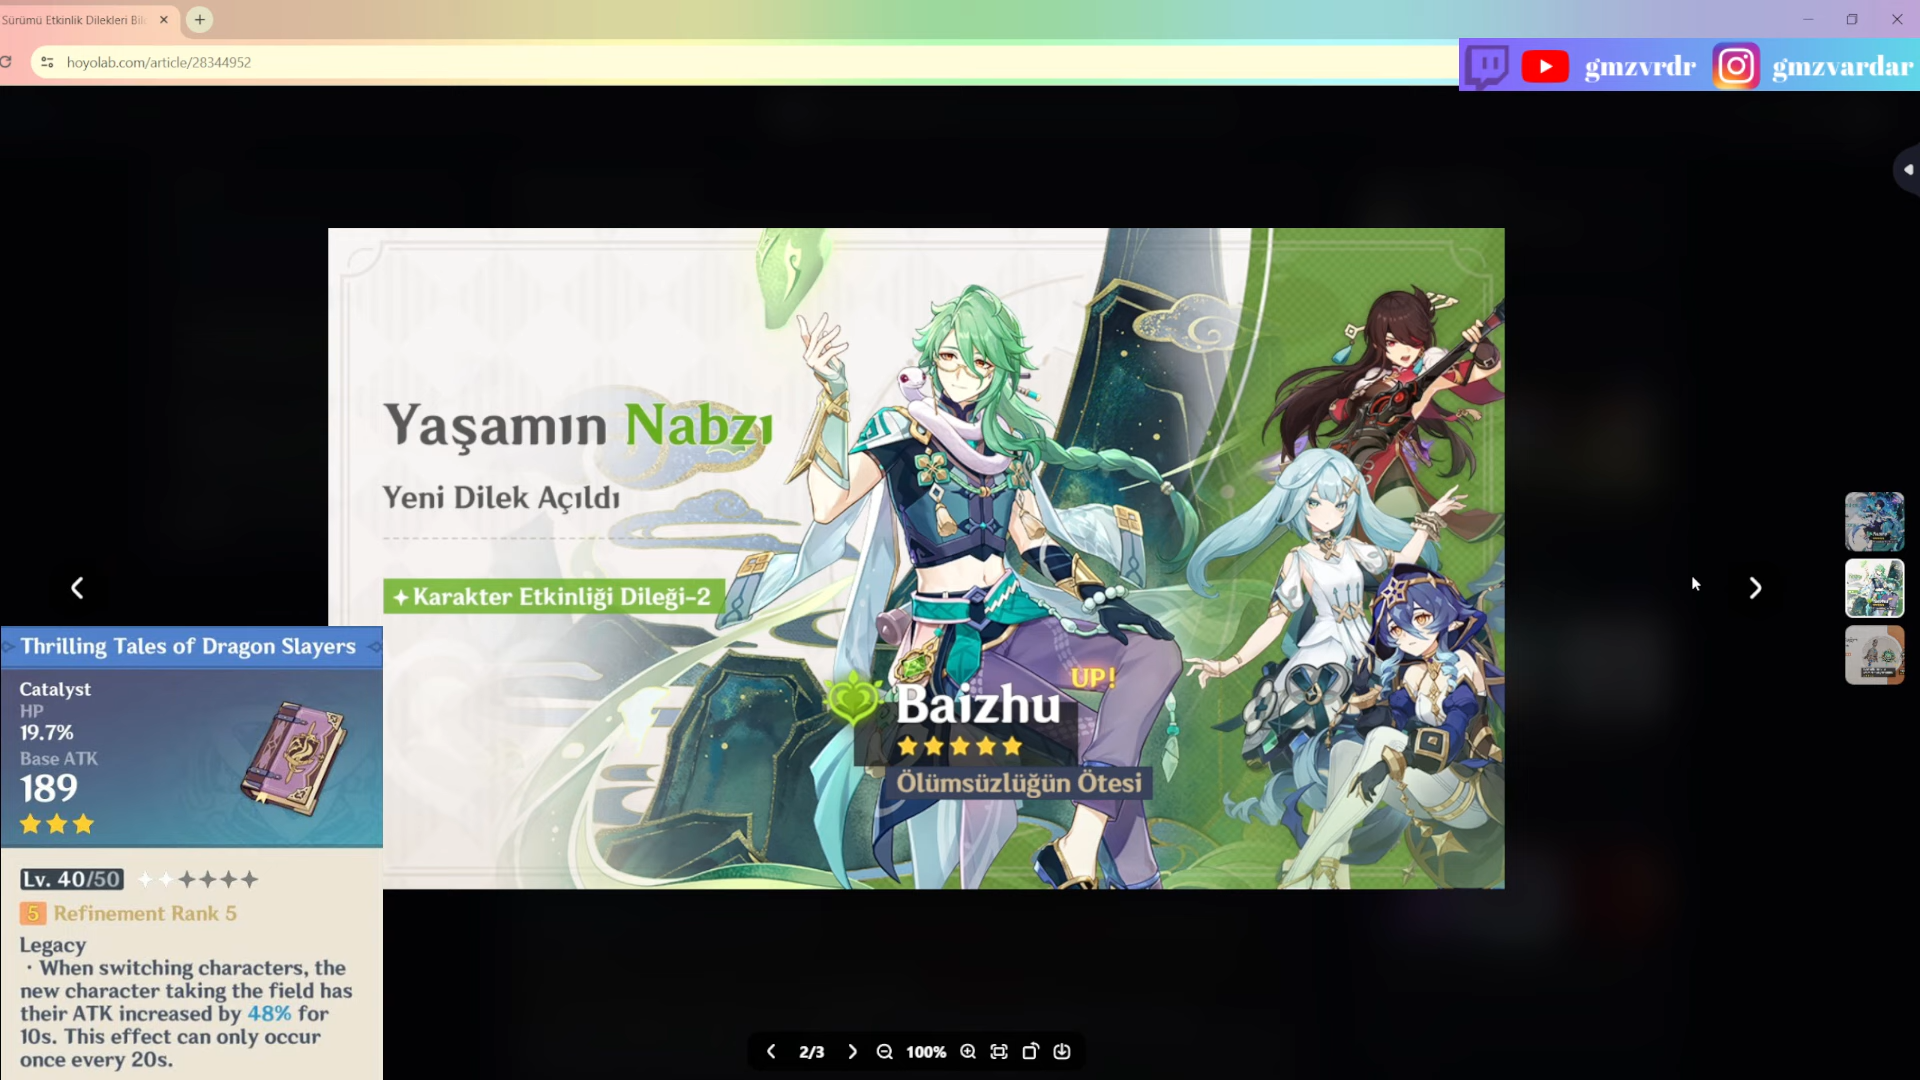 Sürümü Etkinlik Dilekleri Bil
hoyolab.com/article/28344952
gmzvrdr
gmzvardar
Yaşamın Nabzı
Yeni Dilek Açıldı
Karakter Etkinliği Dileği-2
UP!
Baizhu
Ölümsüzlüğün Ötesi
Thrilling Tales of Dragon Slayers
Catalyst
HP
19.7%
Base ATK
189
Lv. 40/50
5 Refinement Rank 5
Legacy
· When switching characters, the
new character taking the field has
their ATK increased by 48% for
10s. This effect can only occur
once every 20s.
2/3
100%